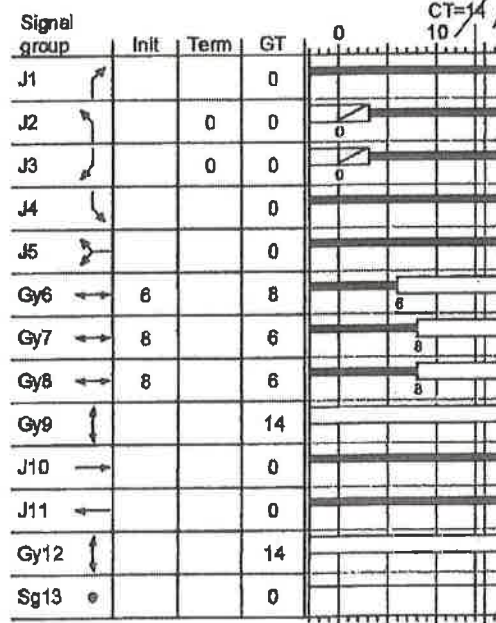 CT=14
Signal
group Init Term GT 0 10
J1 0
J2 0 0 0
J3 0 0 0
J4 0
J5 0
Gy6 6 8 6
Gy7 8 6 8
Gy8 8 6 8
Gy9 14
J10 0
J11 0
Gy12 14
Sg13 0